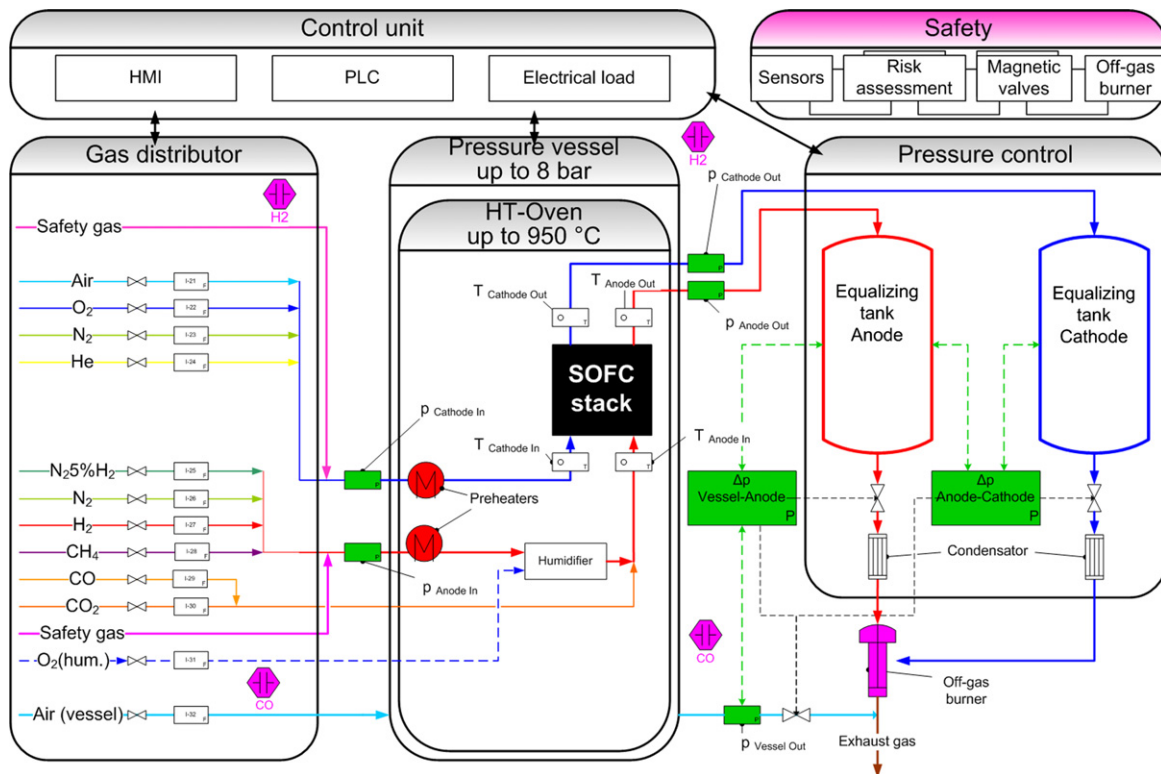 Control unit
HMI
PLC
Electrical load
Safety
Sensors
Risk
assessment
Magnetic
valves
Off-gas
burner
Gas distributor
H2
Safety gas
Air
I-21
F
O₂
I-22
F
N₂
I-23
F
He
I-24
F
N₂5%H₂
I-25
F
N₂
I-26
F
H₂
I-27
F
CH₄
I-28
F
CO
I-29
F
CO₂
I-30
F
Safety gas
O₂(hum.)
I-31
F
CO
Air (vessel)
I-32
F
Pressure vessel
up to 8 bar
HT-Oven
up to 950 °C
T Cathode Out
T
T Anode Out
T
SOFC
stack
p Cathode In
P
T Cathode In
T
T Anode In
T
M
Preheaters
M
P
p Anode In
Humidifier
H2
p Cathode Out
P
P
p Anode Out
Pressure control
Equalizing
tank
Anode
Equalizing
tank
Cathode
Δp
Vessel-Anode
P
Δp
Anode-Cathode
P
Condensator
CO
Off-gas
burner
P
p Vessel Out
Exhaust gas